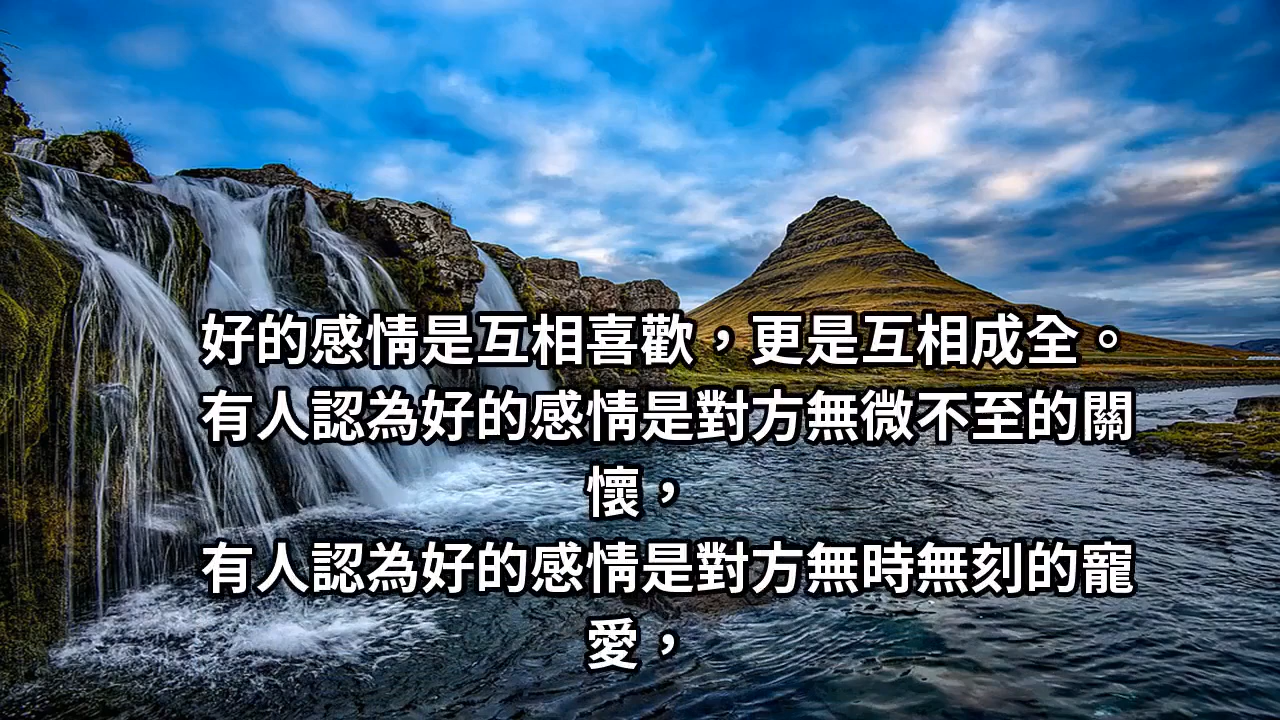 好的感情是互相喜歡，更是互相成全。
有人認為好的感情是對方無微不至的關
懷，
有人認為好的感情是對方無時無刻的寵
愛，